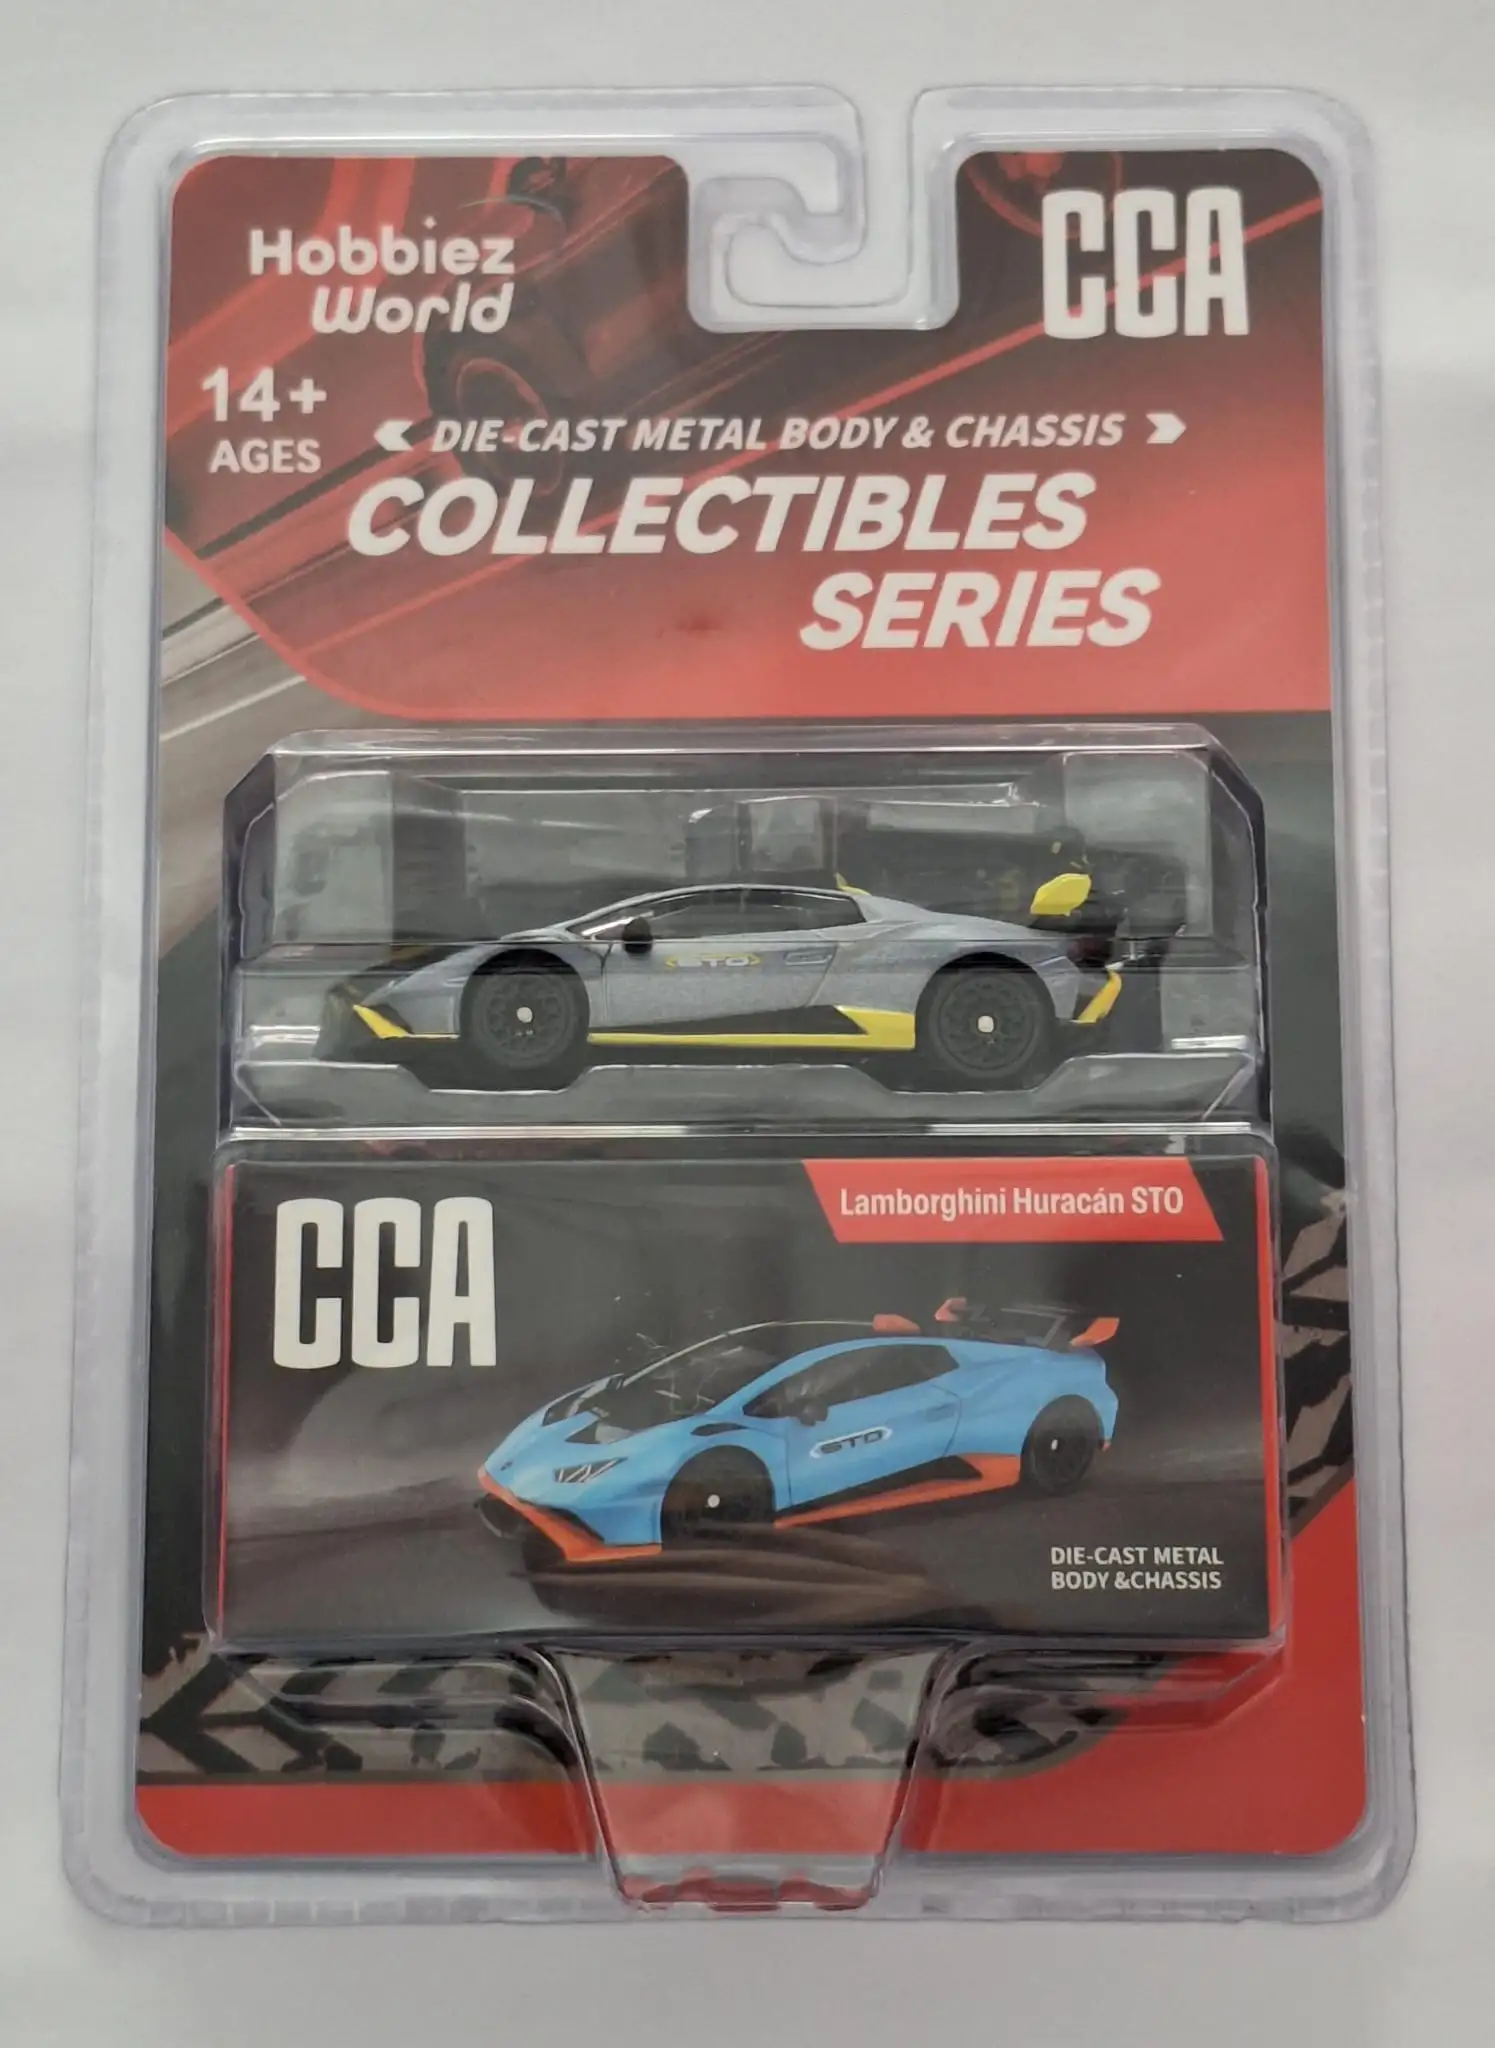 Hobbiez
World
CCA
14+
AGES
DIE-CAST METAL BODY & CHASSIS
COLLECTIBLES
SERIES
STO
CCA
Lamborghini Huracán STO
STO
DIE-CAST METAL
BODY &CHASSIS